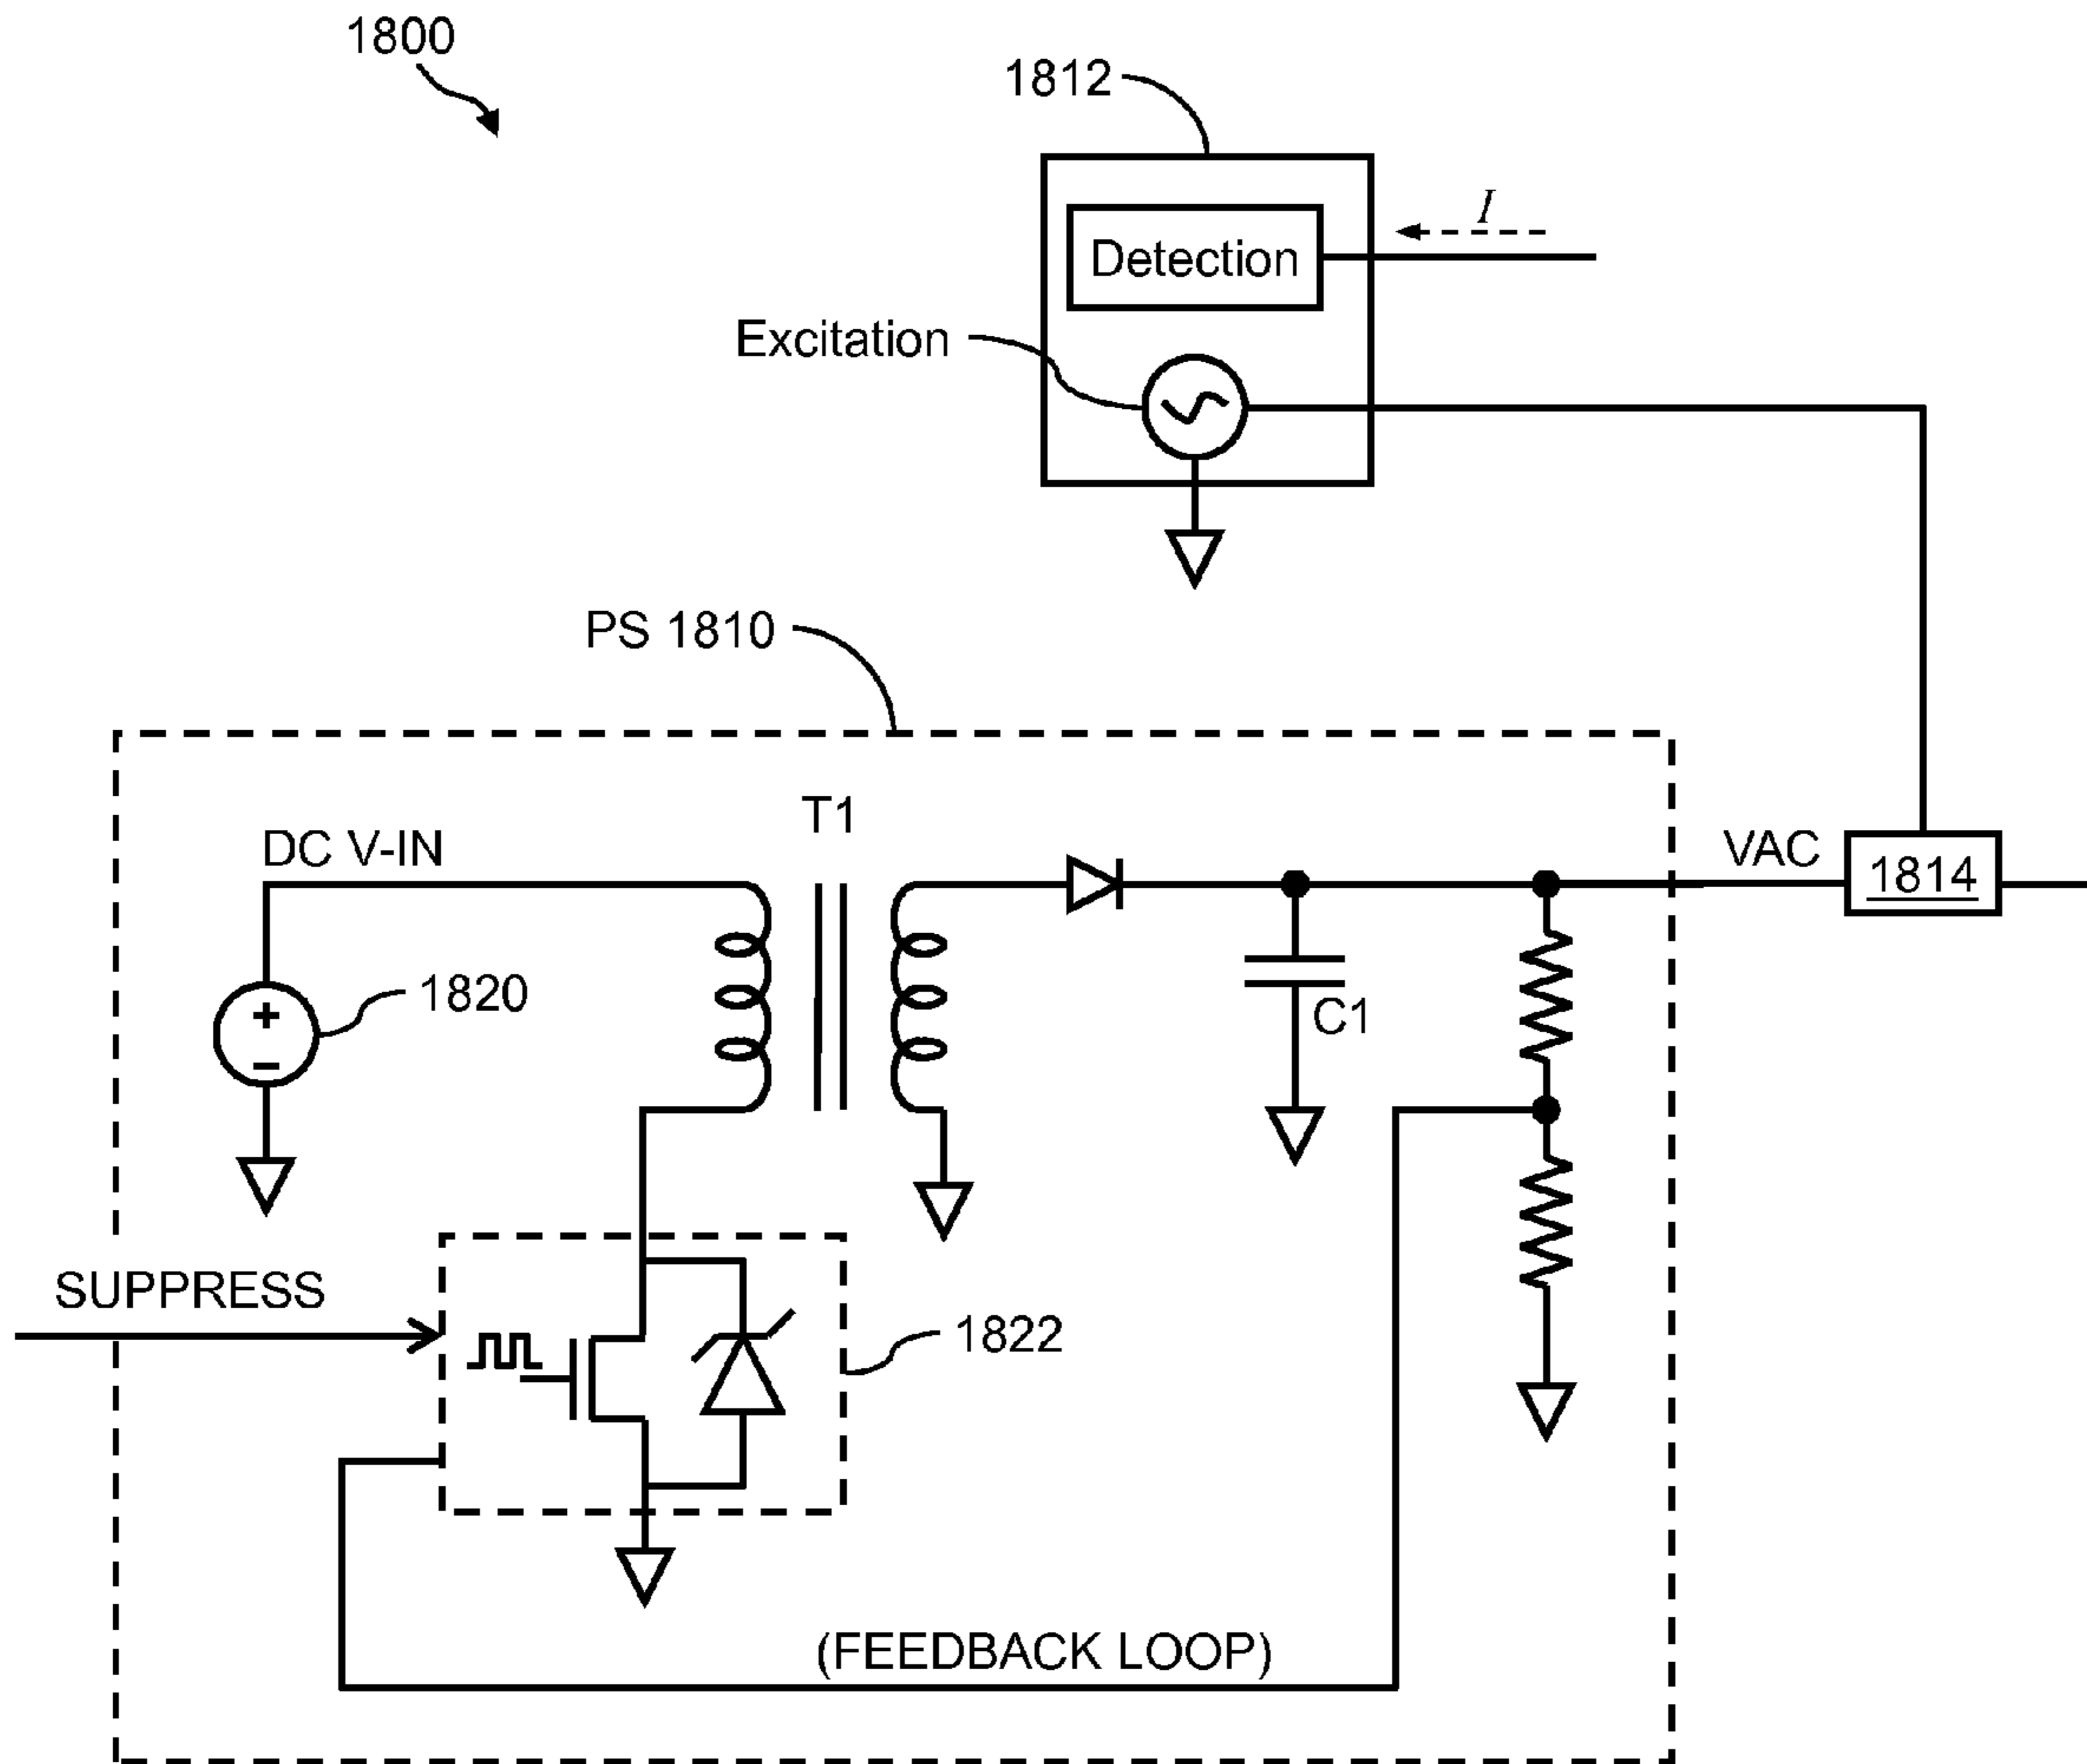 1800
1812
I
Detection
Excitation
PS 1810
T1
DC V-IN
VAC
1814
1820
C1
SUPPRESS
1822
(FEEDBACK LOOP)